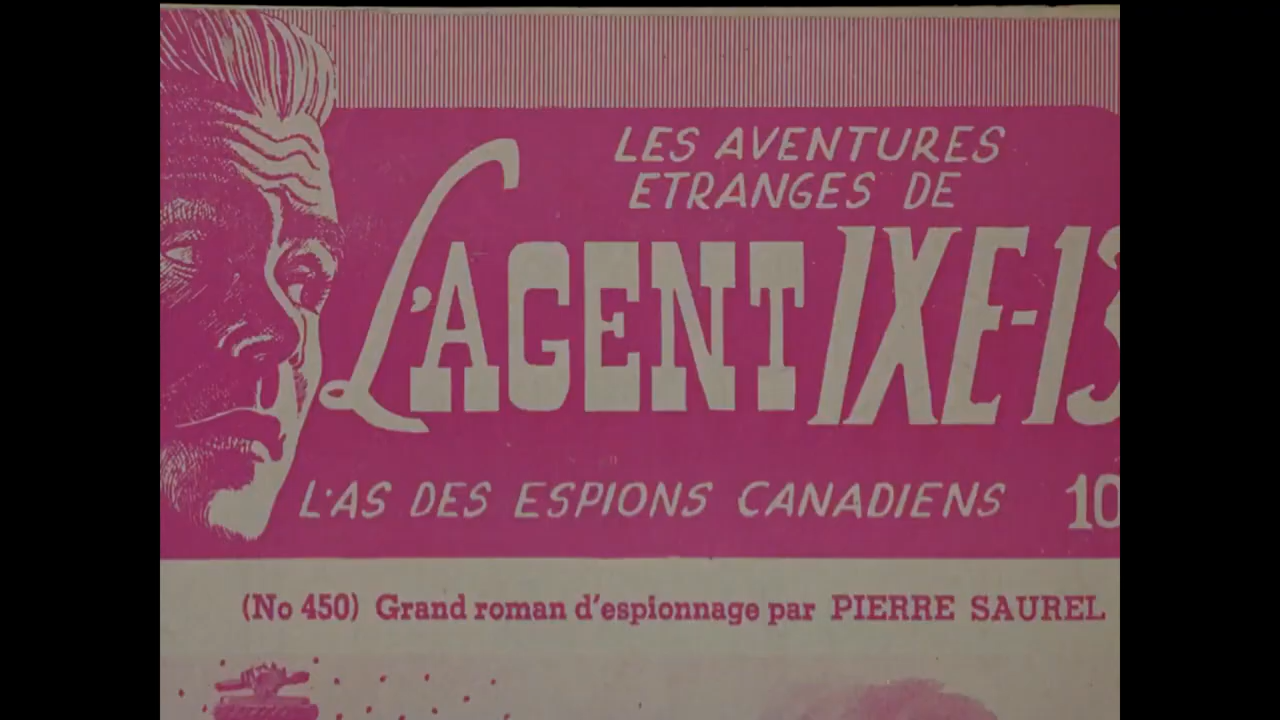 LES AVENTURES
ETRANGES DE
L'AGENT IXE-13
L'AS DES ESPIONS CANADIENS 10
(No 450) Grand roman d'espionnage par PIERRE SAUREL